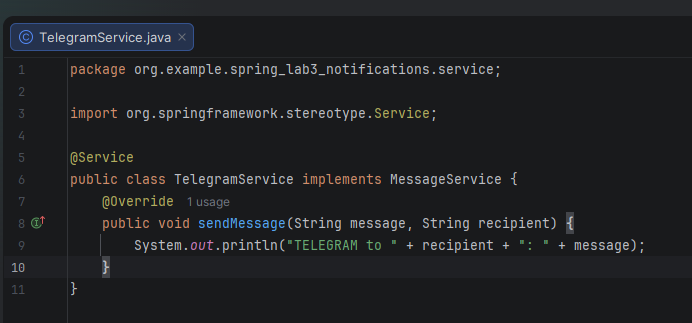 TelegramService.java
1 package org.example.spring_lab3_notifications.service;
2
3 import org.springframework.stereotype.Service;
4
5 @Service
6 public class TelegramService implements MessageService {
7 @Override 1 usage
8 public void sendMessage(String message, String recipient) {
9 System.out.println("TELEGRAM to " + recipient + ": " + message);
10 }
11 }